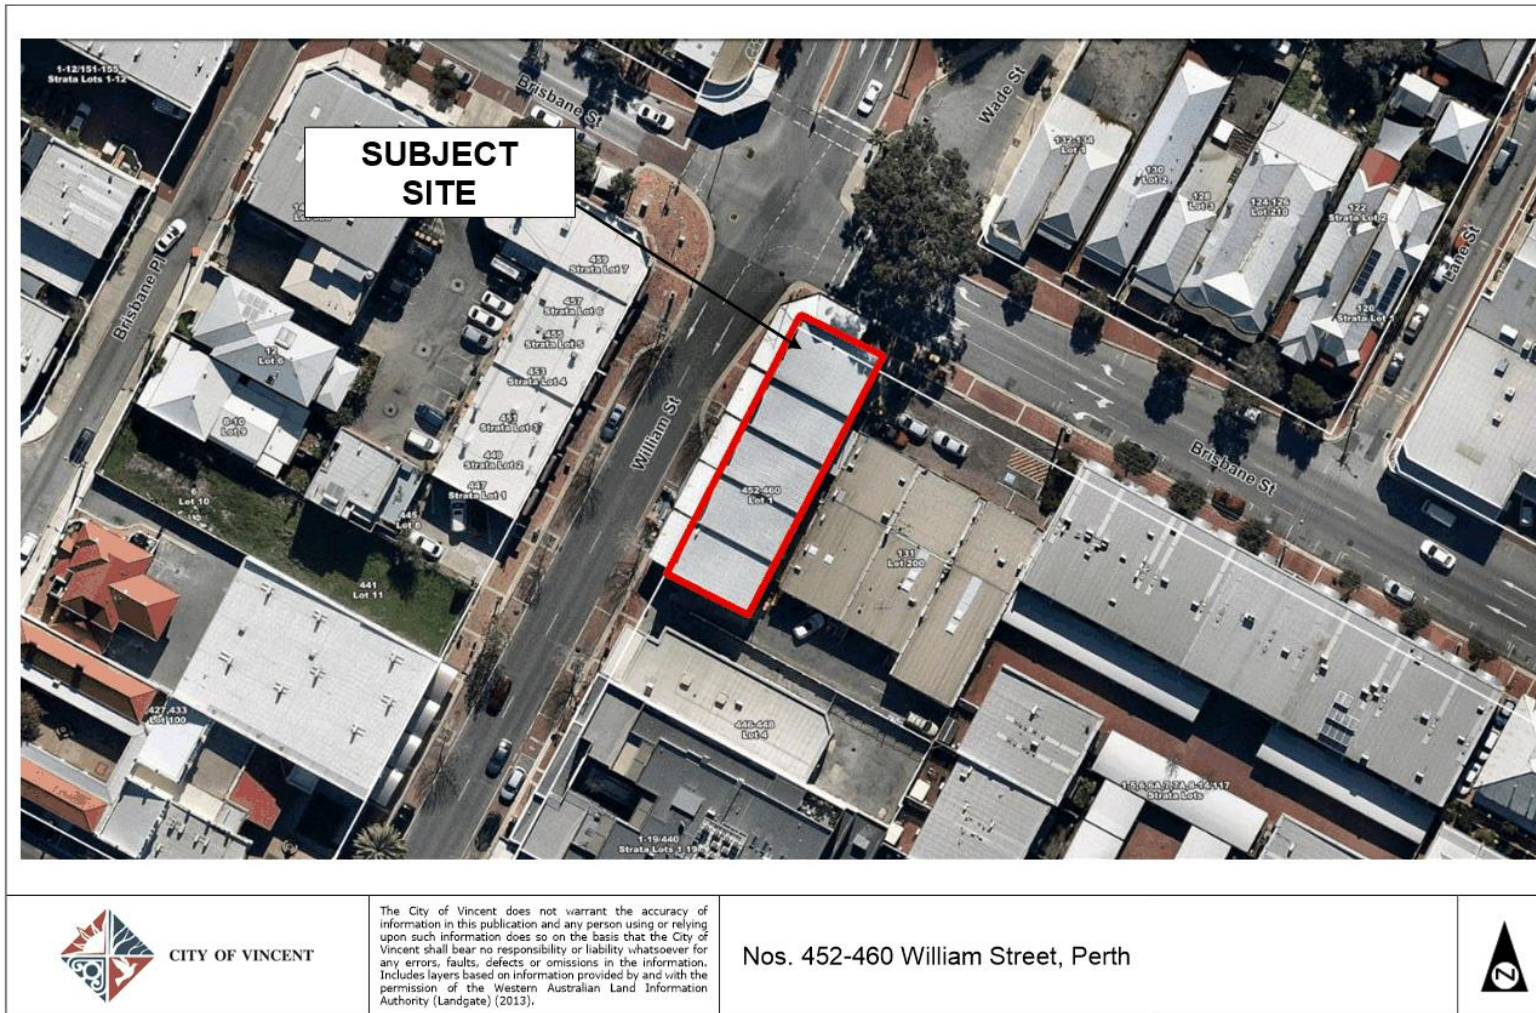 1-12/151-155
Strata Lots 1-12
Brisbane St
Wade St
SUBJECT
SITE
132-134
Lot 1
130
Lot 2
128
Lot 3
124-126
Lot 210
122
Strata Lot 2
120
Strata Lot 1
Lane St
Brisbane Pl
459
Strata Lot 7
457
Strata Lot 6
455
Strata Lot 5
453
Strata Lot 4
451
Strata Lot 3
449
Strata Lot 2
447
Strata Lot 1
12
8-10
Lot 9
6
Lot 10
445
Lot 8
441
Lot 11
William St
452-460
Lot 1
131
Lot 200
Brisbane St
427,433
Lot 100
446-448
Lot 4
1-19/440
Strata Lots 1-19
Strata Lots
CITY OF VINCENT
The City of Vincent does not warrant the accuracy of
information in this publication and any person using or relying
upon such information does so on the basis that the City of
Vincent shall bear no responsibility or liability whatsoever for
any errors, faults, defects or omissions in the information.
Includes layers based on information provided by and with the
permission of the Western Australian Land Information
Authority (Landgate) (2013).
Nos. 452-460 William Street, Perth
N